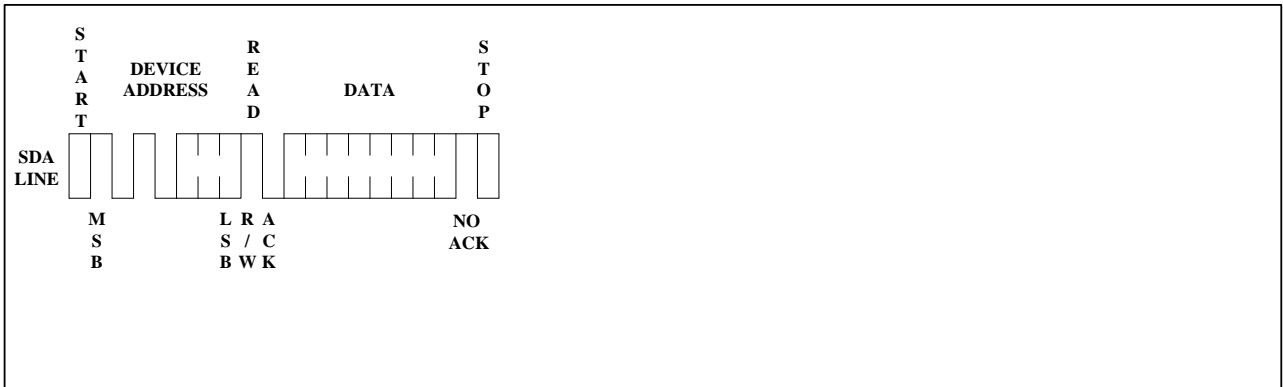 START
DEVICE
ADDRESS
READ
DATA
STOP
SDA
LINE
MSB
LSB
R/W
ACK
NO
ACK